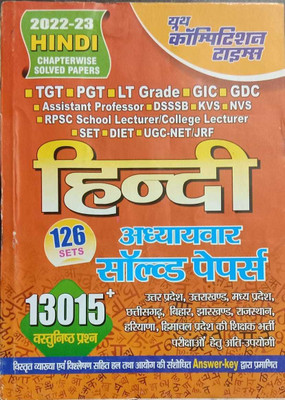 2022-23
HINDI
CHAPTERWISE
SOLVED PAPERS
यूथ
कॉम्पिटिशन
टाइम्स
■ TGT ■ PGT ■ LT Grade ■ GIC ■ GDC
■ Assistant Professor ■ DSSSB ■ KVS ■ NVS
■ RPSC School Lecturer/College Lecturer
■ SET ■ DIET ■ UGC-NET/JRF
हिन्दी
126
SETS
अध्यायवार
सॉल्व्ड पेपर्स
13015+
वस्तुनिष्ठ प्रश्न
उत्तर प्रदेश, उत्तराखण्ड, मध्य प्रदेश,
छत्तीसगढ़, बिहार, झारखण्ड, राजस्थान,
हरियाणा, हिमाचल प्रदेश की शिक्षक भर्ती
परीक्षाओं हेतु अति-उपयोगी
विस्तृत व्याख्या एवं विश्लेषण सहित हल तथा आयोग की संशोधित Answer-key द्वारा प्रमाणित